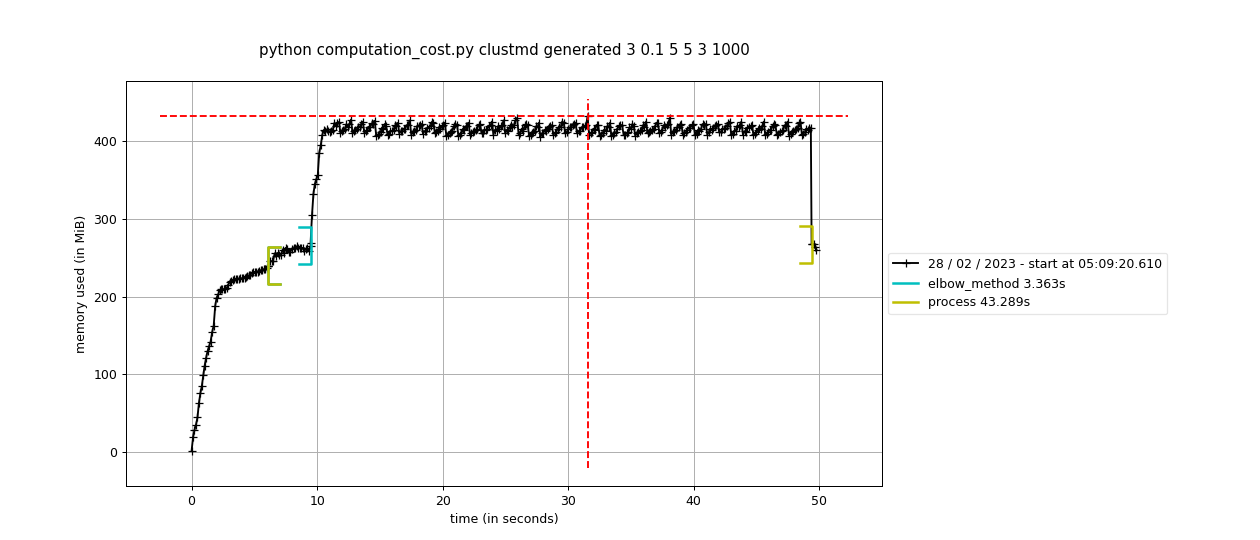 python computation_cost.py clustmd generated 3 0.1 5 5 3 1000
memory used (in MiB)
400
300
200
100
0
0 10 20 30 40 50
time (in seconds)
28 / 02 / 2023 - start at 05:09:20.610
elbow_method 3.363s
process 43.289s